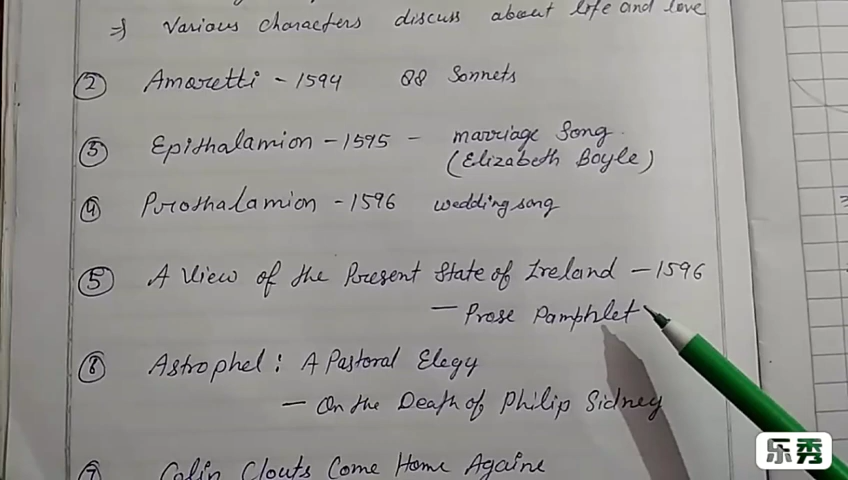 ⇒ Various characters discuss about life and love
② Amoretti - 1594 88 Sonnets
③ Epithalamion - 1595 - marriage Song.
(Elizabeth Boyle)
④ Prothalamion - 1596 wedding song
⑤ A View of the Present State of Ireland - 1596
- Prose Pamphlet
⑥ Astrophel : A Pastoral Elegy
- On the Death of Philip Sidney
⑦ Colin Clouts Come Home Againe
乐秀